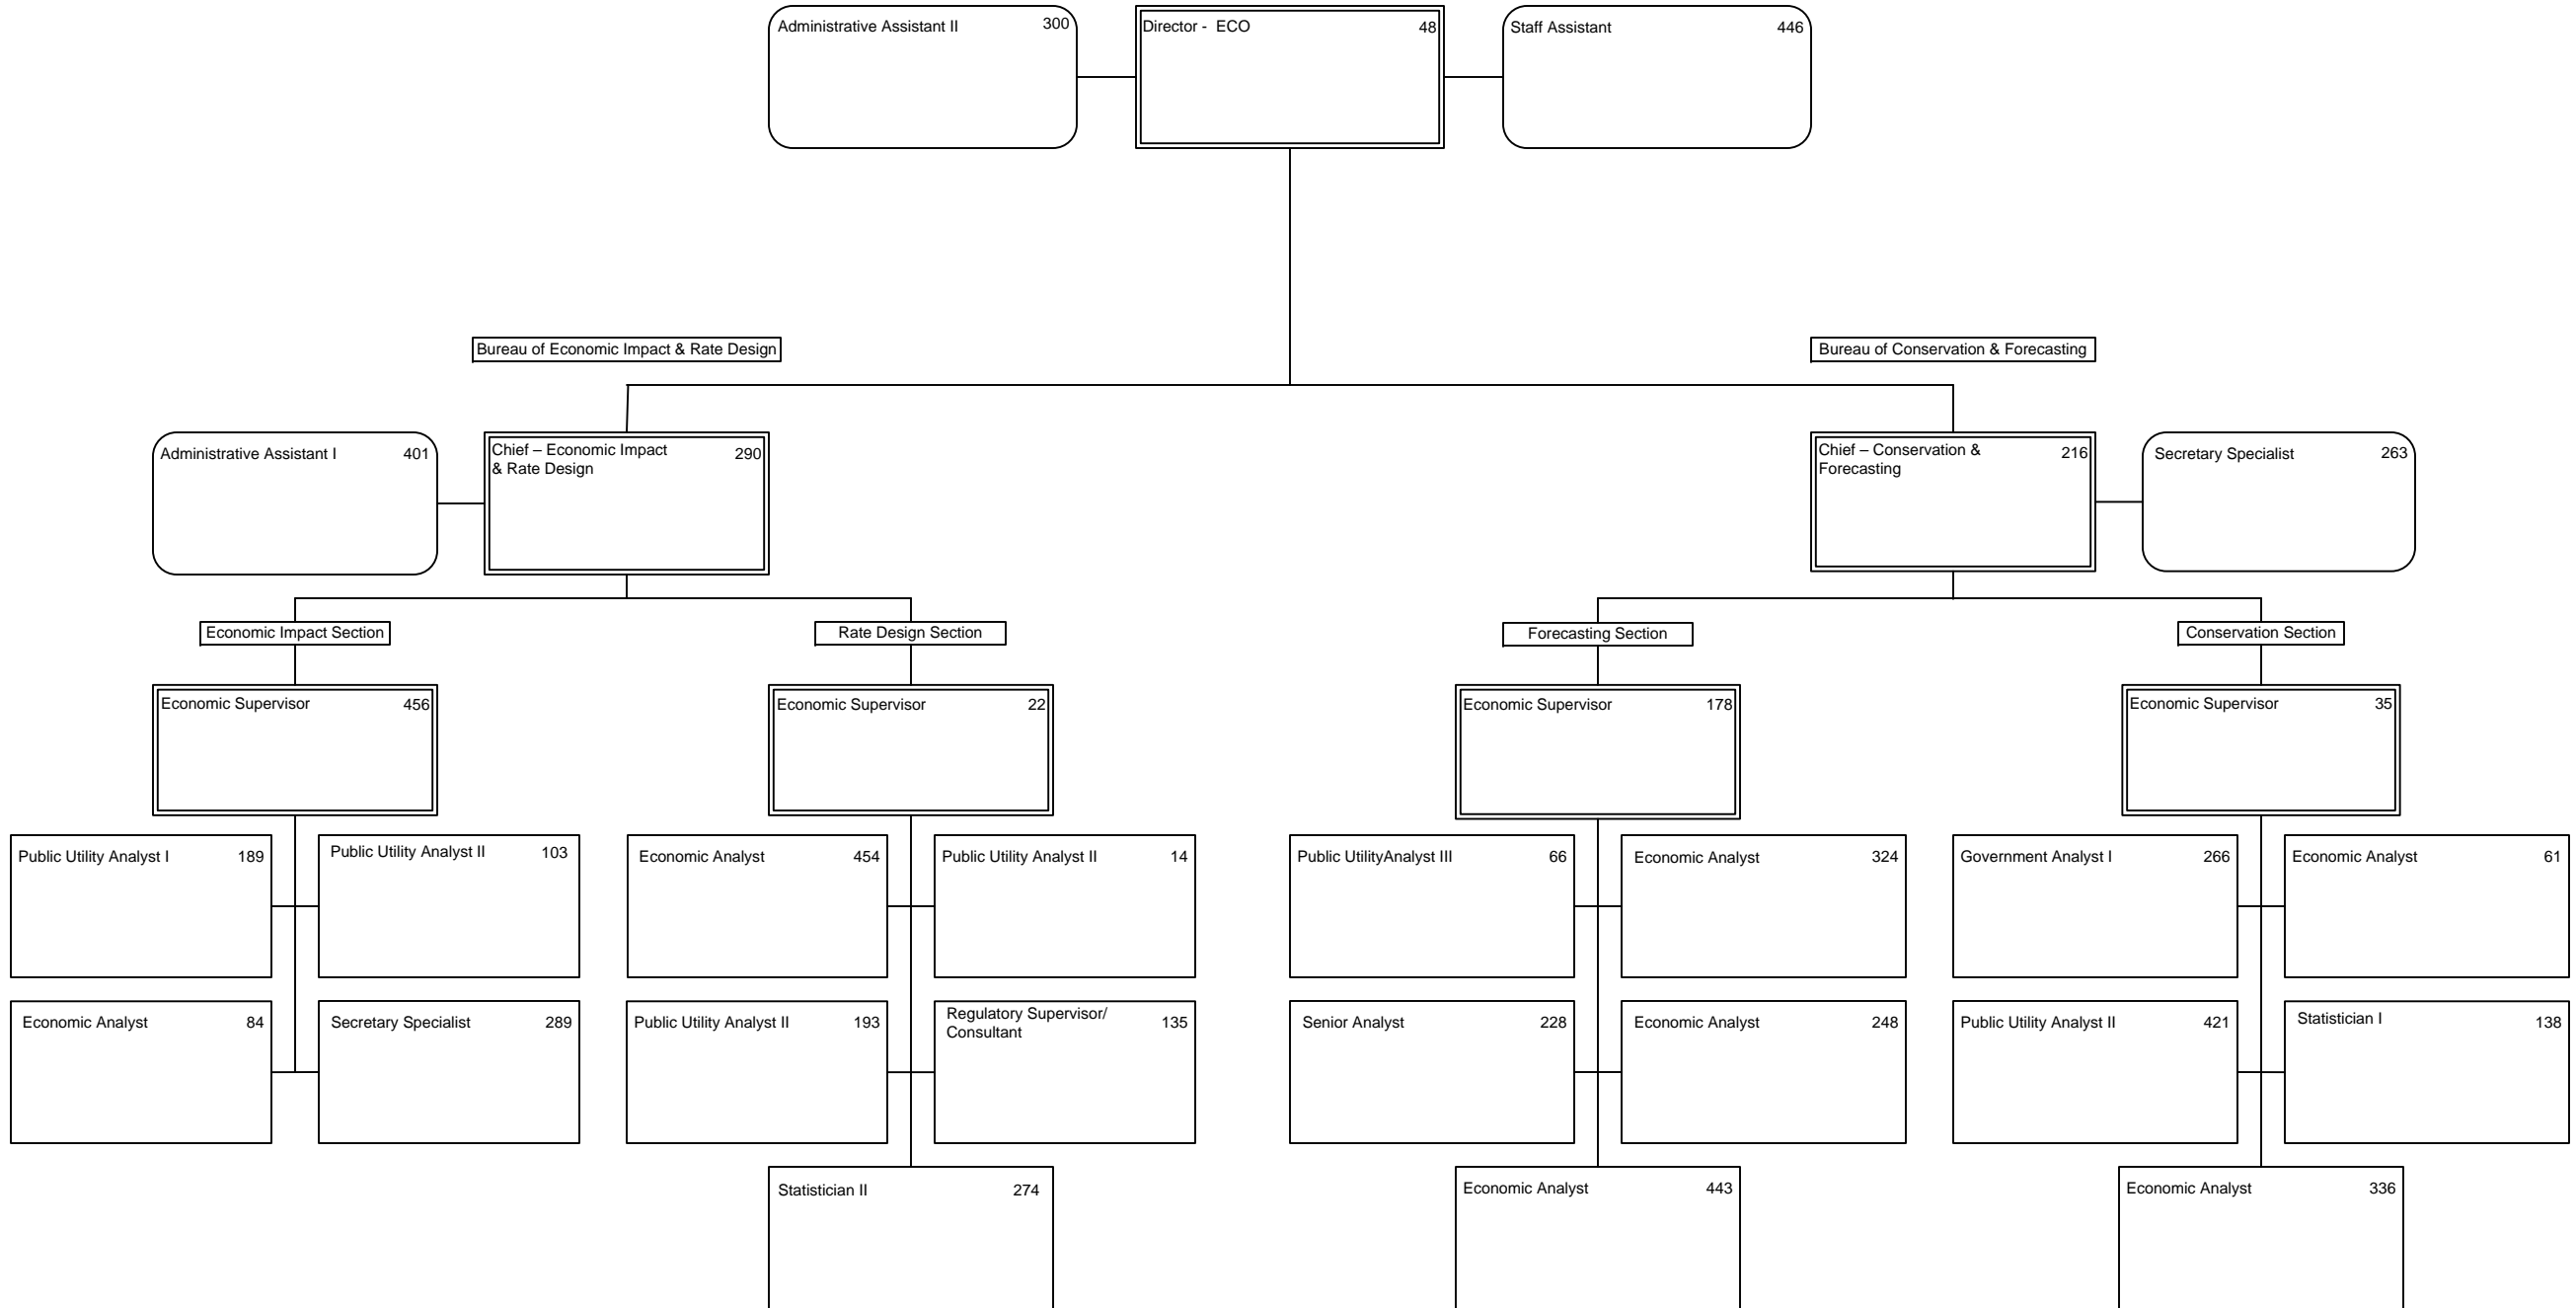 Administrative Assistant II 300
Director - ECO 48
Staff Assistant 446
Bureau of Economic Impact & Rate Design
Bureau of Conservation & Forecasting
Administrative Assistant I 401
Chief – Economic Impact 290
& Rate Design
Chief – Conservation & 216
Forecasting
Secretary Specialist 263
Economic Impact Section
Rate Design Section
Forecasting Section
Conservation Section
Economic Supervisor 456
Economic Supervisor 22
Economic Supervisor 178
Economic Supervisor 35
Public Utility Analyst I 189
Public Utility Analyst II 103
Economic Analyst 454
Public Utility Analyst II 14
Public UtilityAnalyst III 66
Economic Analyst 324
Government Analyst I 266
Economic Analyst 61
Economic Analyst 84
Secretary Specialist 289
Public Utility Analyst II 193
Regulatory Supervisor/ 135
Consultant
Senior Analyst 228
Economic Analyst 248
Public Utility Analyst II 421
Statistician I 138
Statistician II 274
Economic Analyst 443
Economic Analyst 336